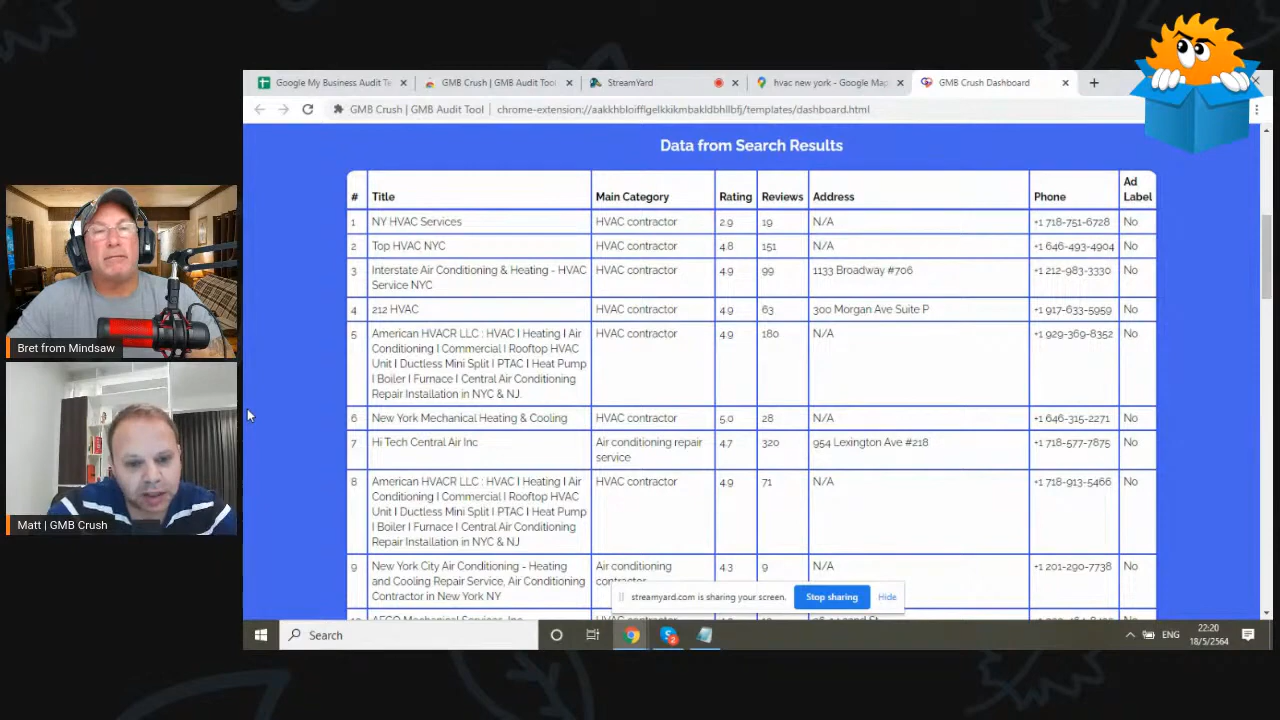 Google My Business Audit Te
GMB Crush | GMB Audit Tool
StreamYard
hvac new york - Google Map
GMB Crush Dashboard
GMB Crush | GMB Audit Tool
chrome-extension://aakkhbloifflgelkkikmbakldbhllbfj/templates/dashboard.html
Data from Search Results
# Title Main Category Rating Reviews Address Phone Ad Label
1 NY HVAC Services HVAC contractor 2.9 19 N/A +1 718-751-6728 No
2 Top HVAC NYC HVAC contractor 4.8 151 N/A +1 646-493-4904 No
3 Interstate Air Conditioning & Heating - HVAC HVAC contractor 4.9 99 1133 Broadway #706 +1 212-983-3330 No
Service NYC
4 212 HVAC HVAC contractor 4.9 63 300 Morgan Ave Suite P +1 917-633-5959 No
5 American HVACR LLC : HVAC I Heating I Air HVAC contractor 4.9 180 N/A +1 929-369-6352 No
Conditioning I Commercial I Rooftop HVAC
Unit I Ductless Mini Split I PTAC I Heat Pump
I Boiler I Furnace I Central Air Conditioning
Repair Installation in NYC & NJ.
6 New York Mechanical Heating & Cooling HVAC contractor 5.0 28 N/A +1 646-315-2271 No
7 Hi Tech Central Air Inc Air conditioning repair 4.7 320 954 Lexington Ave #218 +1 718-577-7875 No
service
8 American HVACR LLC : HVAC I Heating I Air HVAC contractor 4.9 71 N/A +1 718-913-5466 No
Conditioning I Commercial I Rooftop HVAC
Unit I Ductless Mini Split I PTAC I Heat Pump
I Boiler I Furnace I Central Air Conditioning
Repair Installation in NYC & NJ
9 New York City Air Conditioning - Heating Air conditioning 4.3 9 N/A +1 201-290-7738 No
and Cooling Repair Service, Air Conditioning
Contractor in New York NY
streamyard.com is sharing your screen.
Stop sharing
Hide
Bret from Mindsaw
Matt | GMB Crush
Search
2
ENG
22:20
18/5/2564